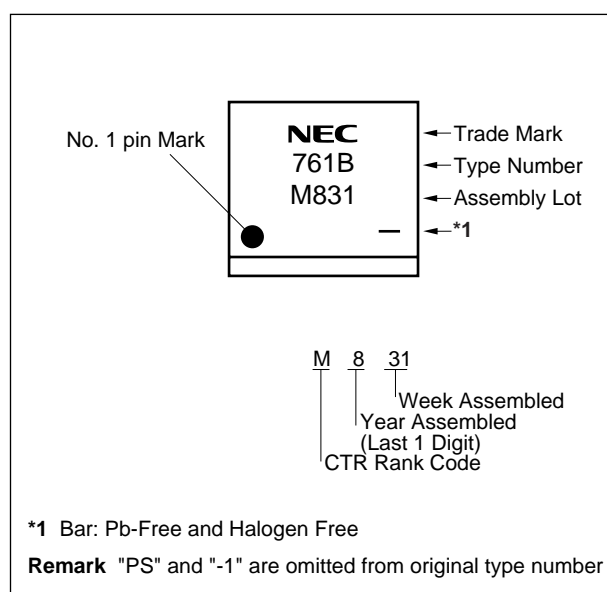 No. 1 pin Mark
NEC
761B
M831
Trade Mark
Type Number
Assembly Lot
*1
M 8 31
Week Assembled
Year Assembled
(Last 1 Digit)
CTR Rank Code
*1 Bar: Pb-Free and Halogen Free
Remark "PS" and "-1" are omitted from original type number